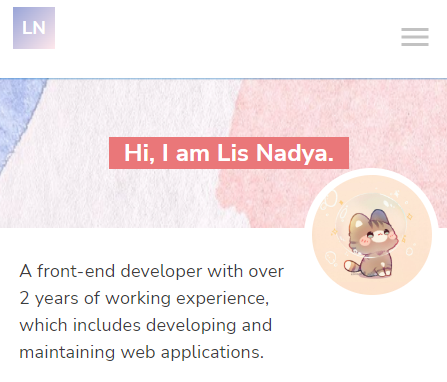 LN
Hi, I am Lis Nadya.
A front-end developer with over
2 years of working experience,
which includes developing and
maintaining web applications.